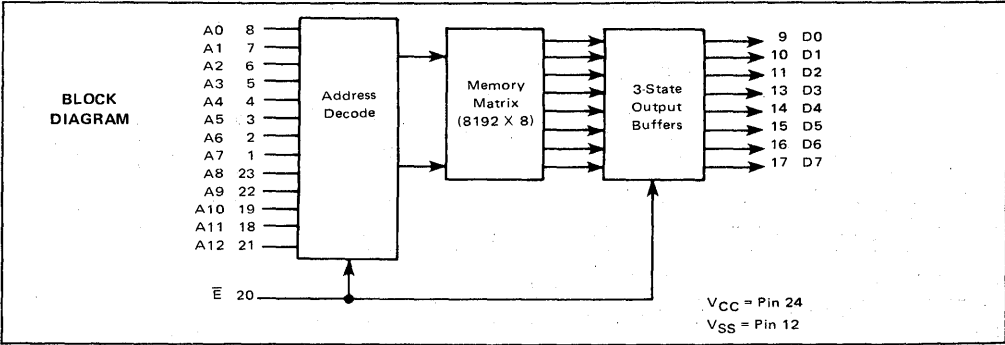 BLOCK
DIAGRAM
A0 8
A1 7
A2 6
A3 5
A4 4
A5 3
A6 2
A7 1
A8 23
A9 22
A10 19
A11 18
A12 21
E̅ 20
Address
Decode
Memory
Matrix
(8192 X 8)
3-State
Output
Buffers
9 D0
10 D1
11 D2
13 D3
14 D4
15 D5
16 D6
17 D7
VCC = Pin 24
VSS = Pin 12